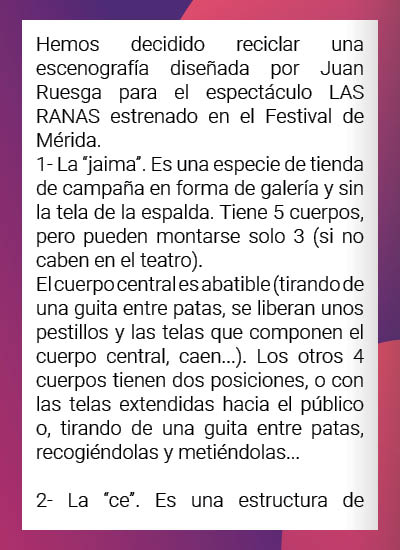 Hemos decidido reciclar una
escenografía diseñada por Juan
Ruesga para el espectáculo LAS
RANAS estrenado en el Festival de
Mérida.
1- La “jaima”. Es una especie de tienda
de campaña en forma de galería y sin
la tela de la espalda. Tiene 5 cuerpos,
pero pueden montarse solo 3 (si no
caben en el teatro).
El cuerpo central es abatible (tirando de
una guita entre patas, se liberan unos
pestillos y las telas que componen el
cuerpo central, caen...). Los otros 4
cuerpos tienen dos posiciones, o con
las telas extendidas hacia el público
o, tirando de una guita entre patas,
recogiéndolas y metiéndolas...
2- La “ce”. Es una estructura de